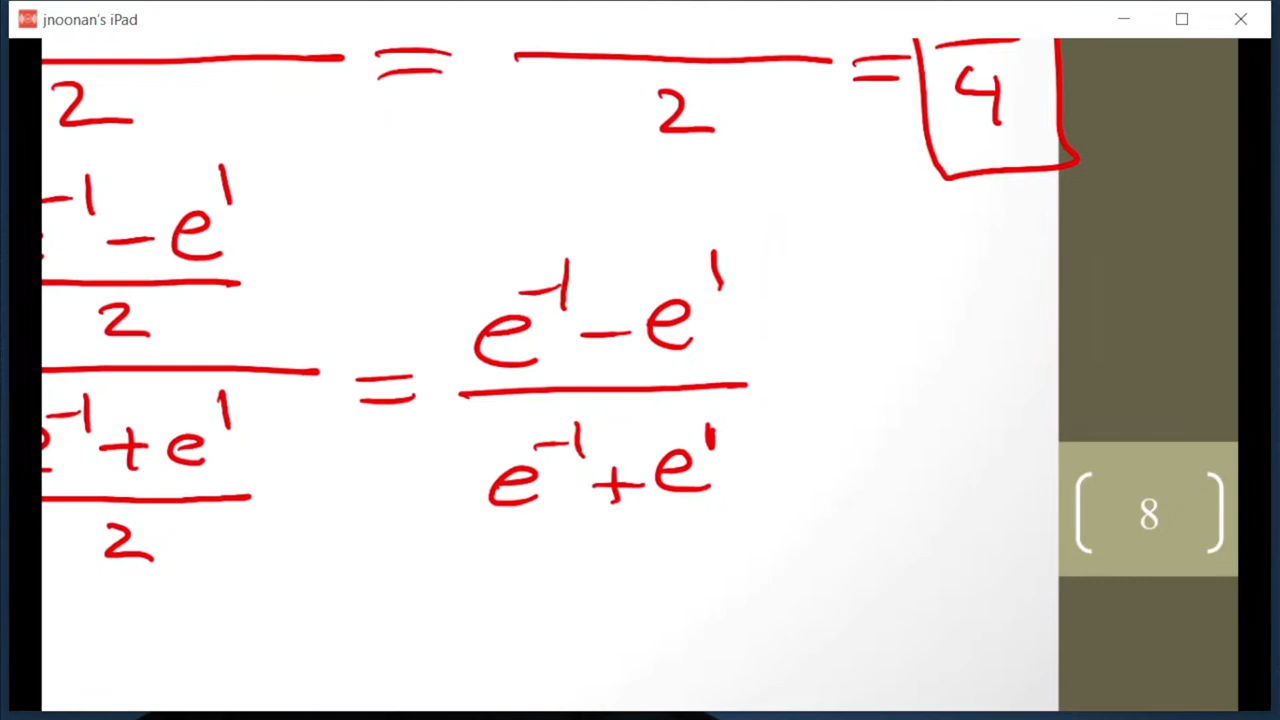 jnoonan's iPad
2 = 2 = 4
-1 - e^1
2
e^-1 - e^1
= e^-1 + e^1
e^-1 + e^1
2
8